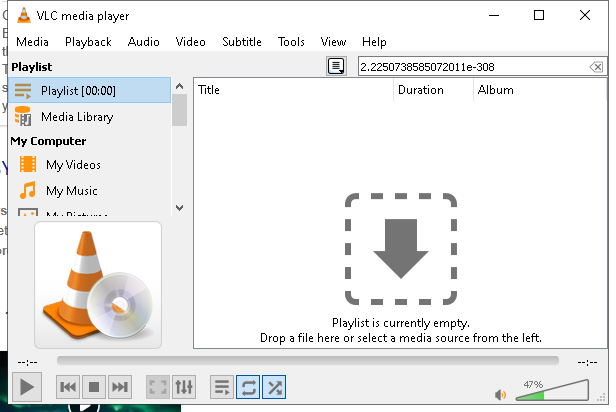 VLC media player
Media Playback Audio Video Subtitle Tools View Help
Playlist
2.2250738585072011e-308
Playlist [00:00]
Title Duration Album
Media Library
My Computer
My Videos
My Music
My Pictures
Playlist is currently empty.
Drop a file here or select a media source from the left.
--:-- --:--
47%